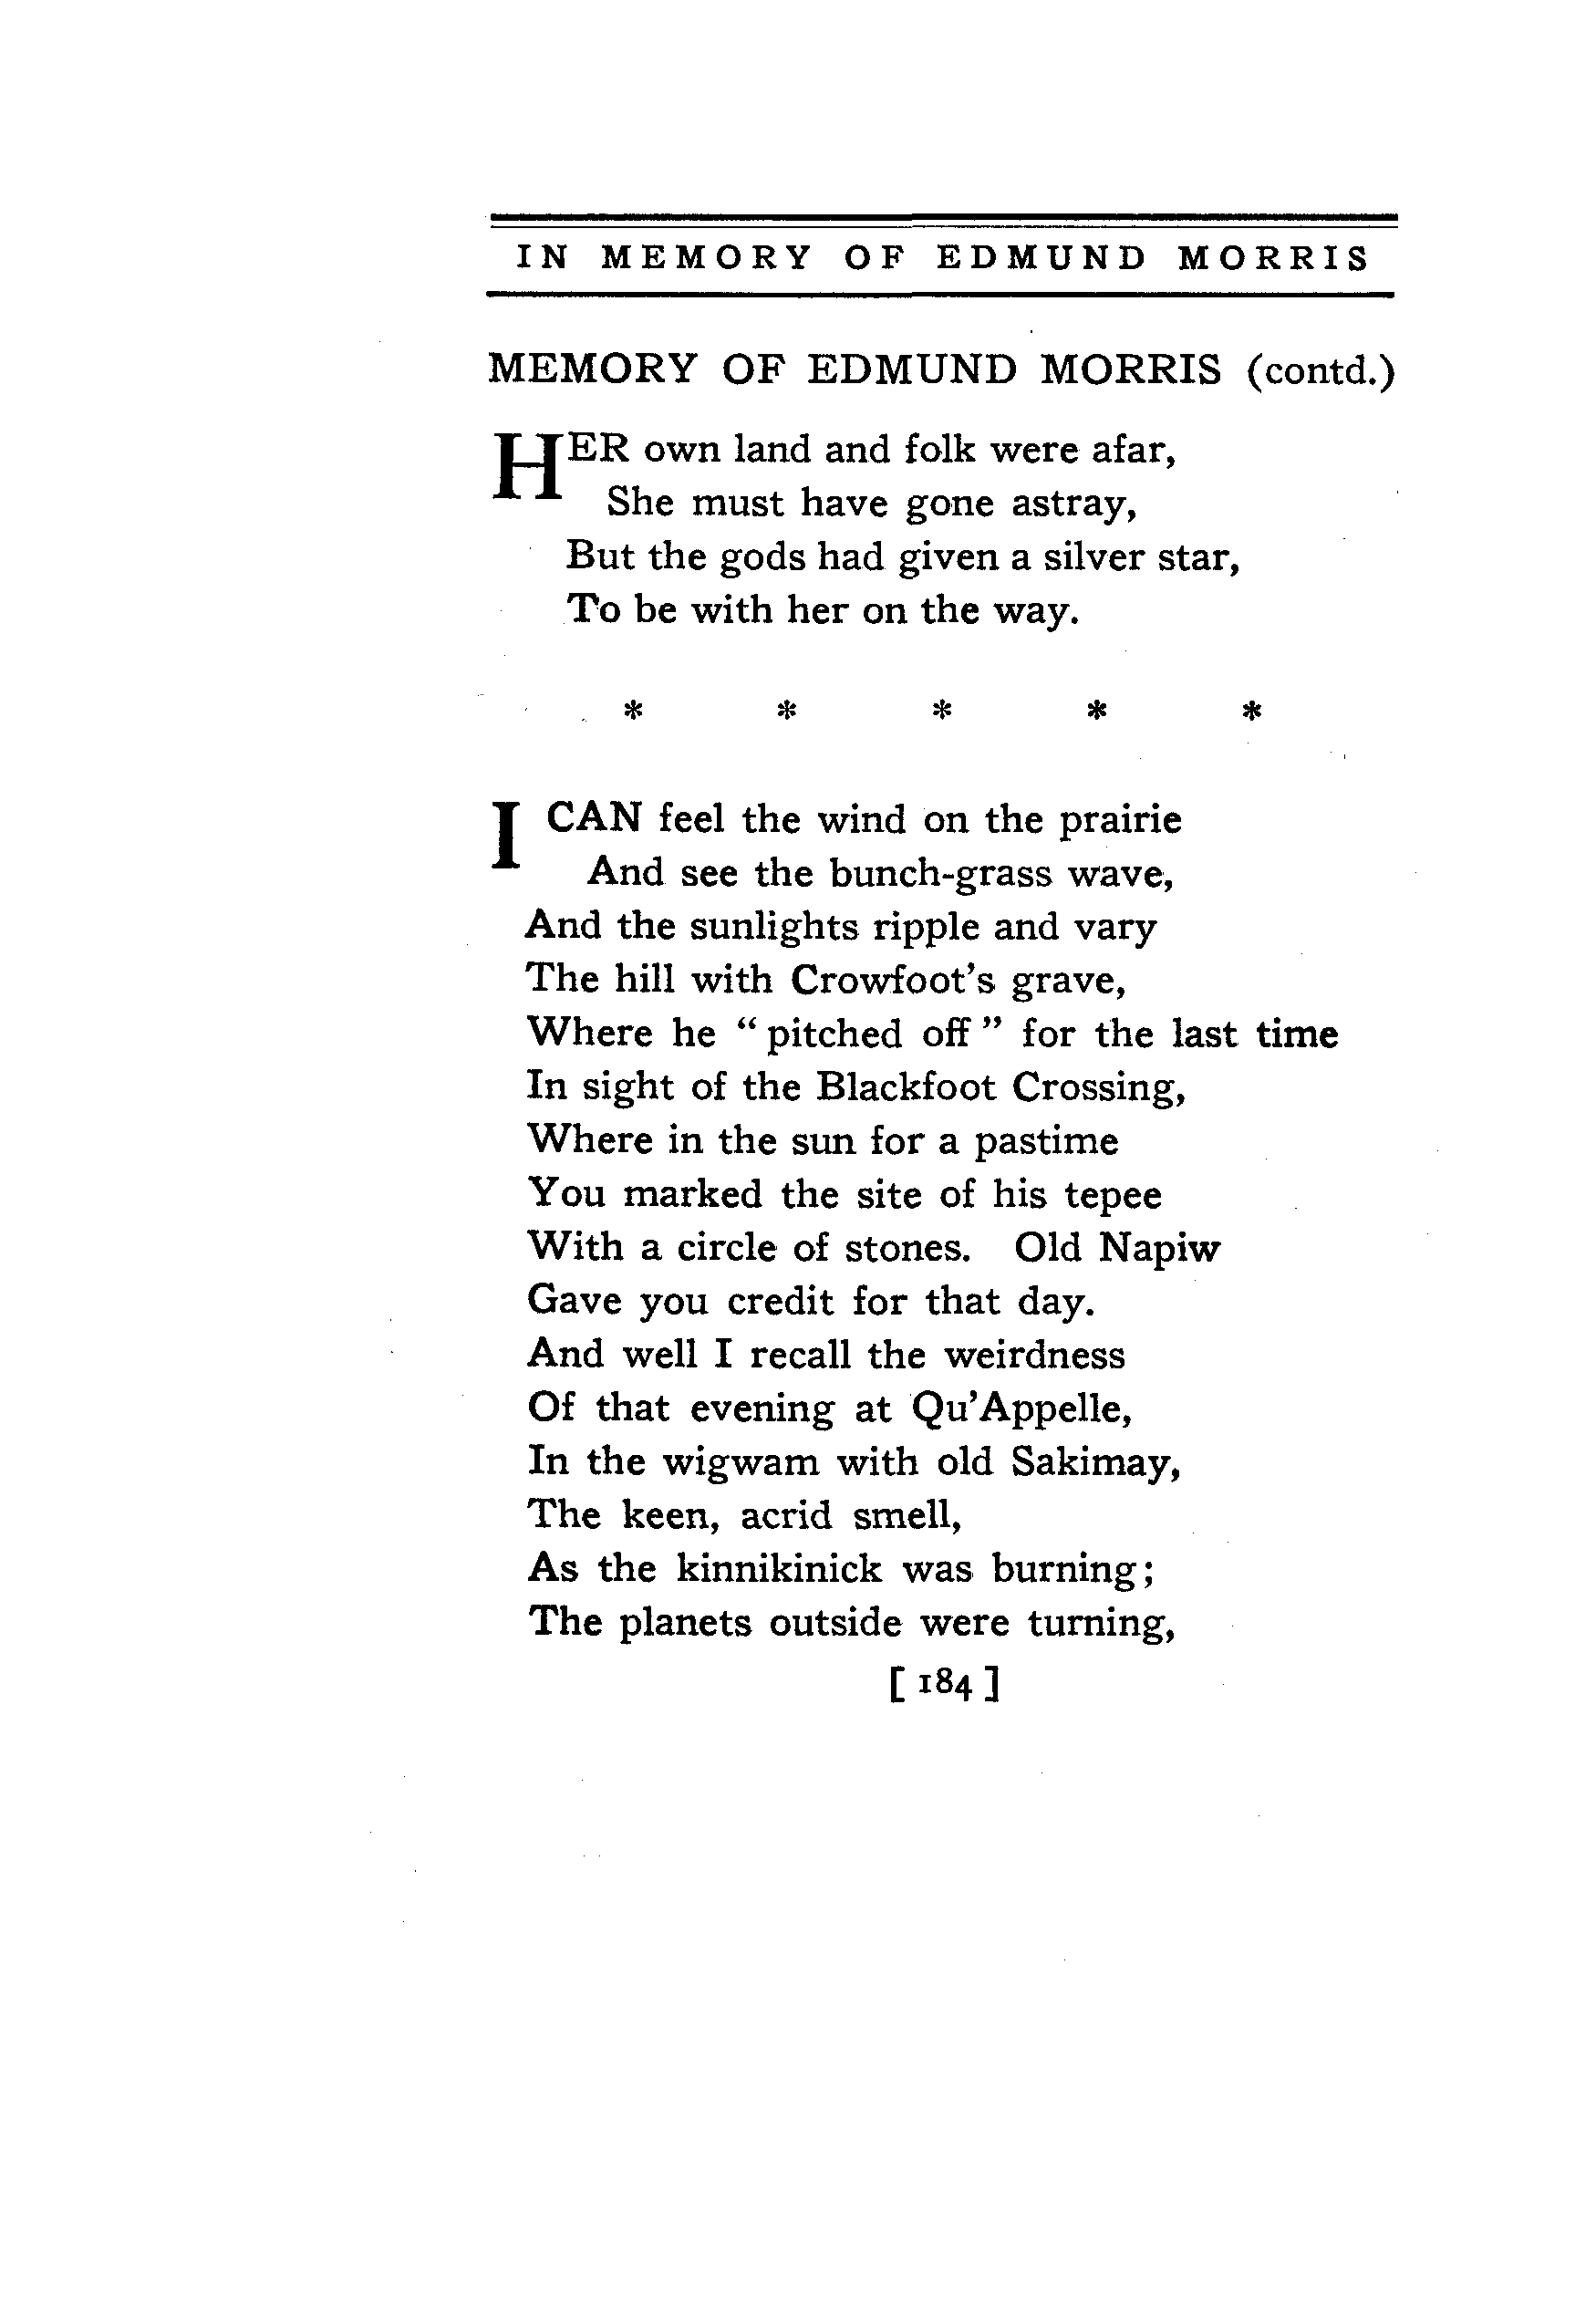 IN MEMORY OF EDMUND MORRIS
MEMORY OF EDMUND MORRIS (contd.)
HER own land and folk were afar,
She must have gone astray,
But the gods had given a silver star,
To be with her on the way.
* * * * *
I CAN feel the wind on the prairie
And see the bunch-grass wave,
And the sunlights ripple and vary
The hill with Crowfoot's grave,
Where he “ pitched off ” for the last time
In sight of the Blackfoot Crossing,
Where in the sun for a pastime
You marked the site of his tepee
With a circle of stones. Old Napiw
Gave you credit for that day.
And well I recall the weirdness
Of that evening at Qu'Appelle,
In the wigwam with old Sakimay,
The keen, acrid smell,
As the kinnikinick was burning;
The planets outside were turning,
[ 184 ]